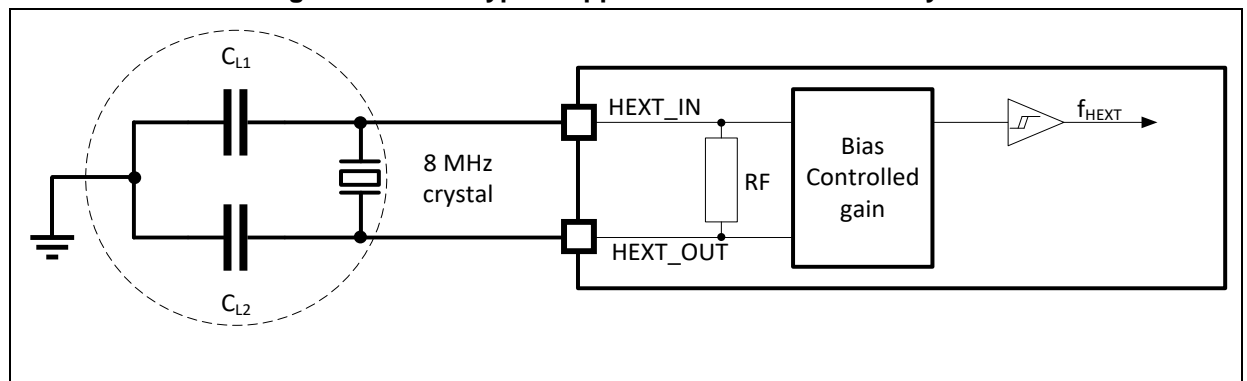 C_L1
HEXT_IN
f_HEXT
8 MHz
crystal
RF
Bias
Controlled
gain
HEXT_OUT
C_L2